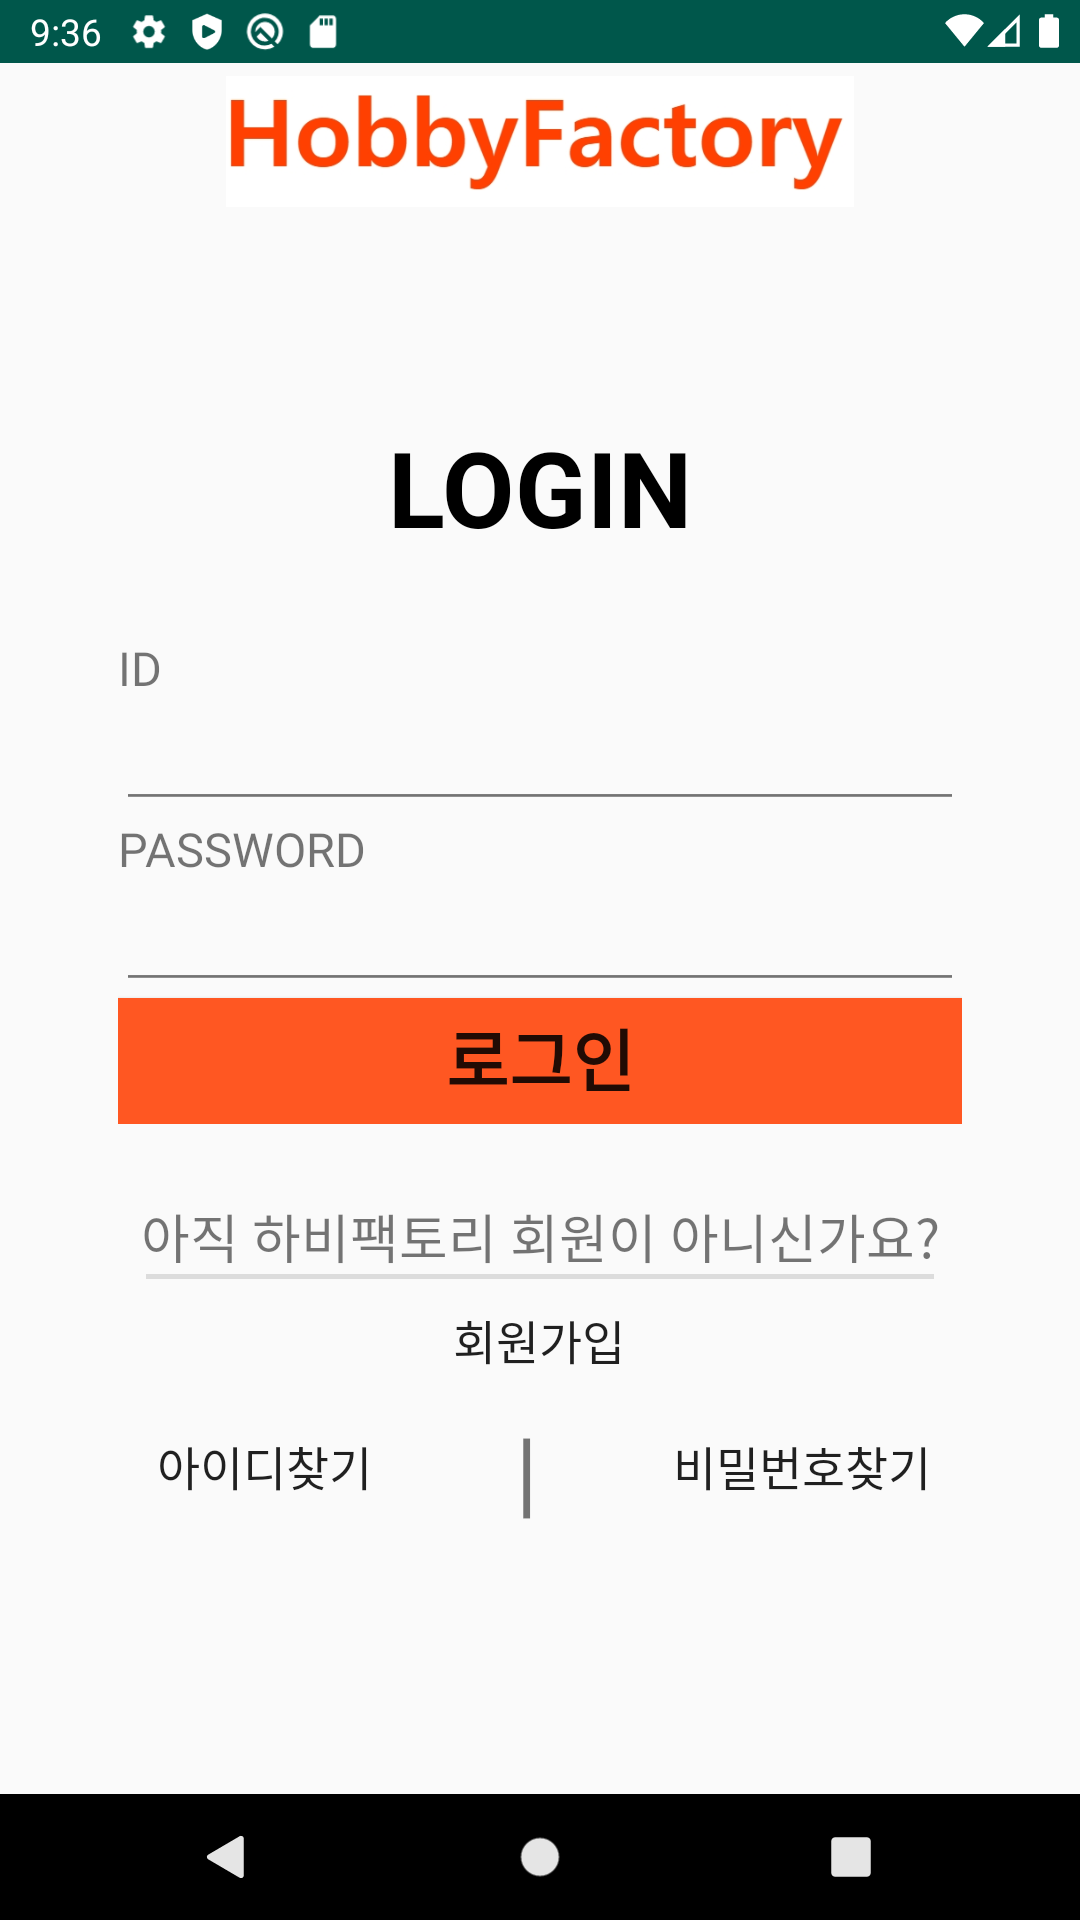 9:36
HobbyFactory
LOGIN
ID
PASSWORD
로그인
아직 하비팩토리 회원이 아니신가요?
회원가입
아이디찾기 | 비밀번호찾기